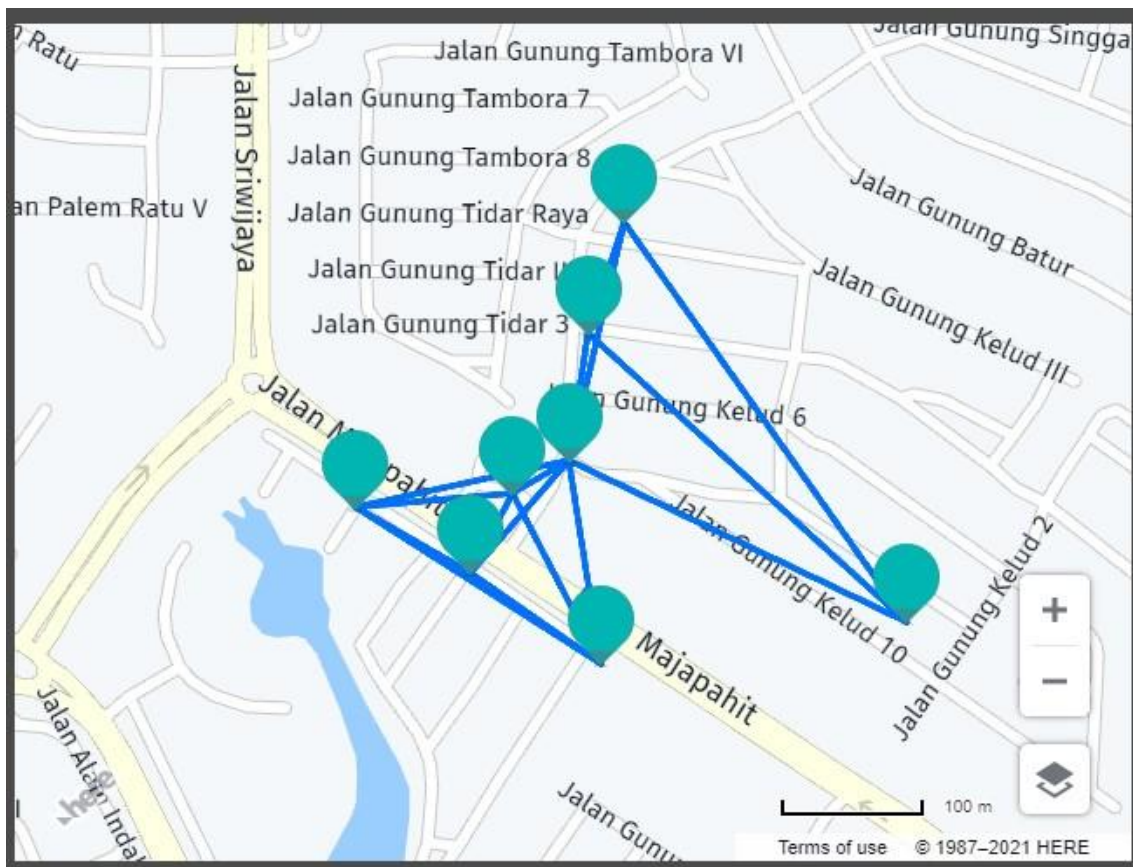 Ratu
Jalan Gunung Tambora VI
Jalan Gunung Singga
Jalan Sriwijaya
Jalan Gunung Tambora 7
Jalan Gunung Tambora 8
an Palem Ratu V
Jalan Gunung Tidar Raya
Jalan Gunung Batur
Jalan Gunung Tidar
Jalan Gunung Kelud III
Jalan Gunung Tidar 3
Gunung Kelud 6
Jalan M
pahit
Jalan Gunung Kelud 10
Jalan Gunung Kelud 2
Majapahit
Jalan Alain Indah
here
Jalan Gunu
+
−
100 m
Terms of use © 1987–2021 HERE